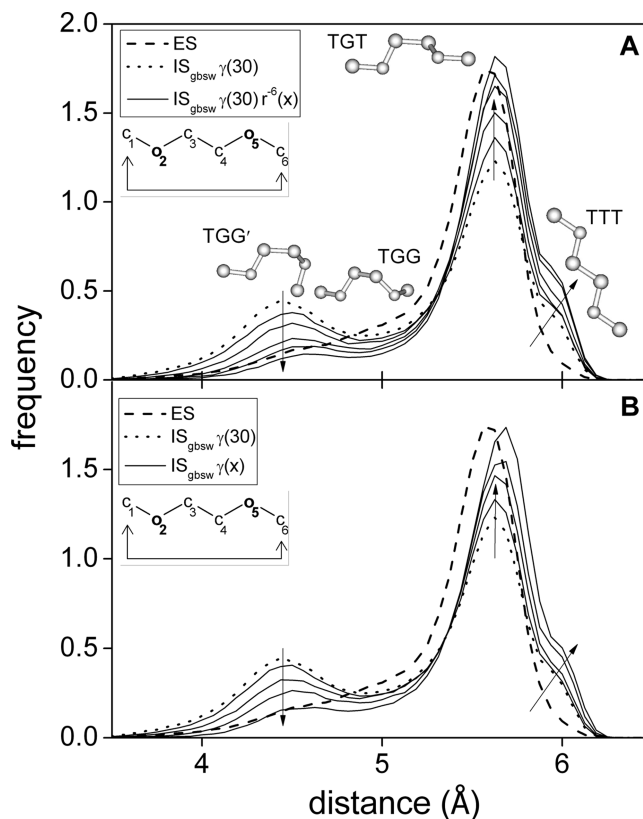 A
ES
IS_gbsw γ(30)
IS_gbsw γ(30) r⁻⁶(x)
C₁ O₂ C₃ C₄ O₅ C₆
TGT
TGG′
TGG
TTT
2.0
1.5
1.0
0.5
0.0
frequency
B
ES
IS_gbsw γ(30)
IS_gbsw γ(x)
C₁ O₂ C₃ C₄ O₅ C₆
1.5
1.0
0.5
0.0
4 5 6
distance (Å)